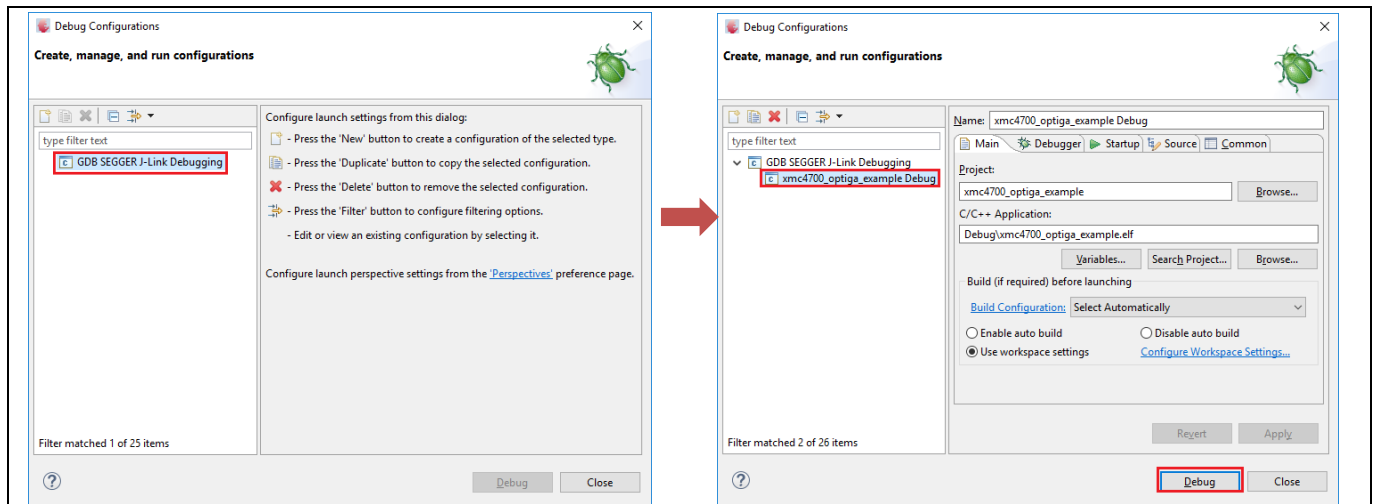 Debug Configurations
Create, manage, and run configurations
type filter text
GDB SEGGER J-Link Debugging
Filter matched 1 of 25 items
Configure launch settings from this dialog:
- Press the 'New' button to create a configuration of the selected type.
- Press the 'Duplicate' button to copy the selected configuration.
- Press the 'Delete' button to remove the selected configuration.
- Press the 'Filter' button to configure filtering options.
- Edit or view an existing configuration by selecting it.
Configure launch perspective settings from the 'Perspectives' preference page.
Debug Close
Debug Configurations
Create, manage, and run configurations
type filter text
GDB SEGGER J-Link Debugging
xmc4700_optiga_example Debug
Filter matched 2 of 26 items
Name: xmc4700_optiga_example Debug
Main Debugger Startup Source Common
Project:
xmc4700_optiga_example Browse...
C/C++ Application:
Debug\xmc4700_optiga_example.elf
Variables... Search Project... Browse...
Build (if required) before launching
Build Configuration: Select Automatically
Enable auto build Disable auto build
Use workspace settings Configure Workspace Settings...
Revert Apply
Debug Close